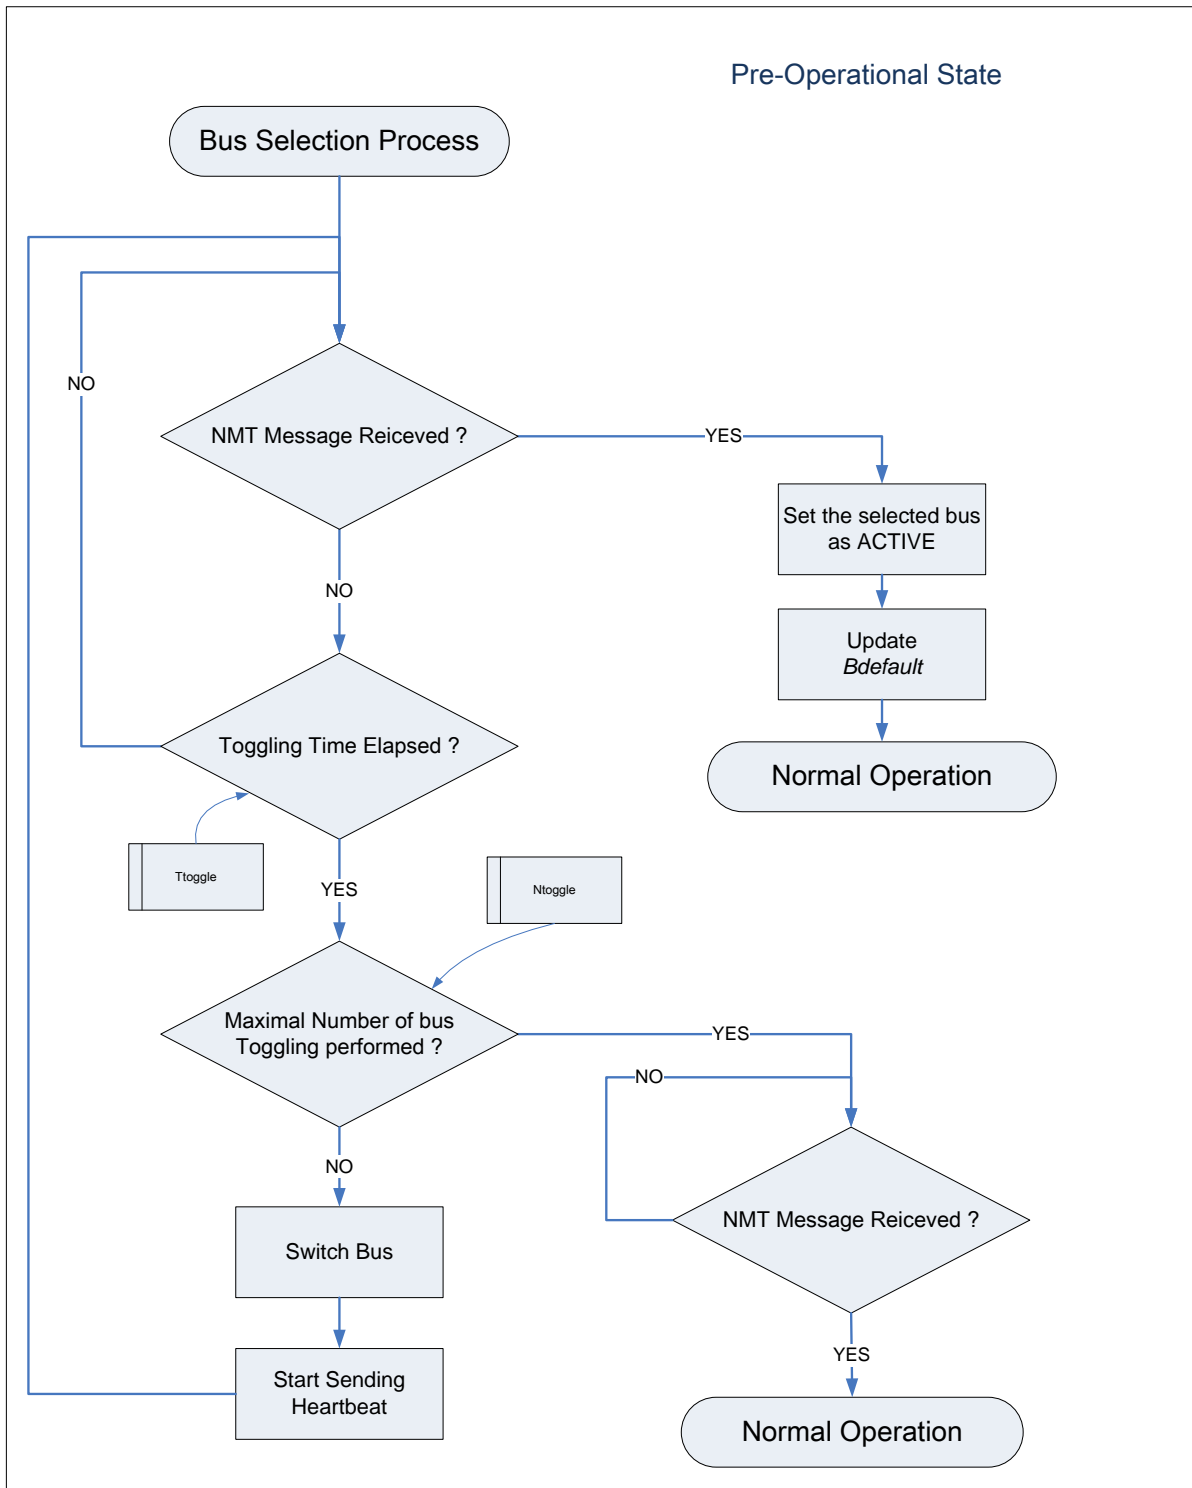 Pre-Operational State
Bus Selection Process
NO
NMT Message Reiceved ?
YES
Set the selected bus
as ACTIVE
NO
Update
Bdefault
Toggling Time Elapsed ?
Normal Operation
Ttoggle
YES
Ntoggle
Maximal Number of bus
Toggling performed ?
YES
NO
NO
NMT Message Reiceved ?
Switch Bus
YES
Start Sending
Heartbeat
Normal Operation